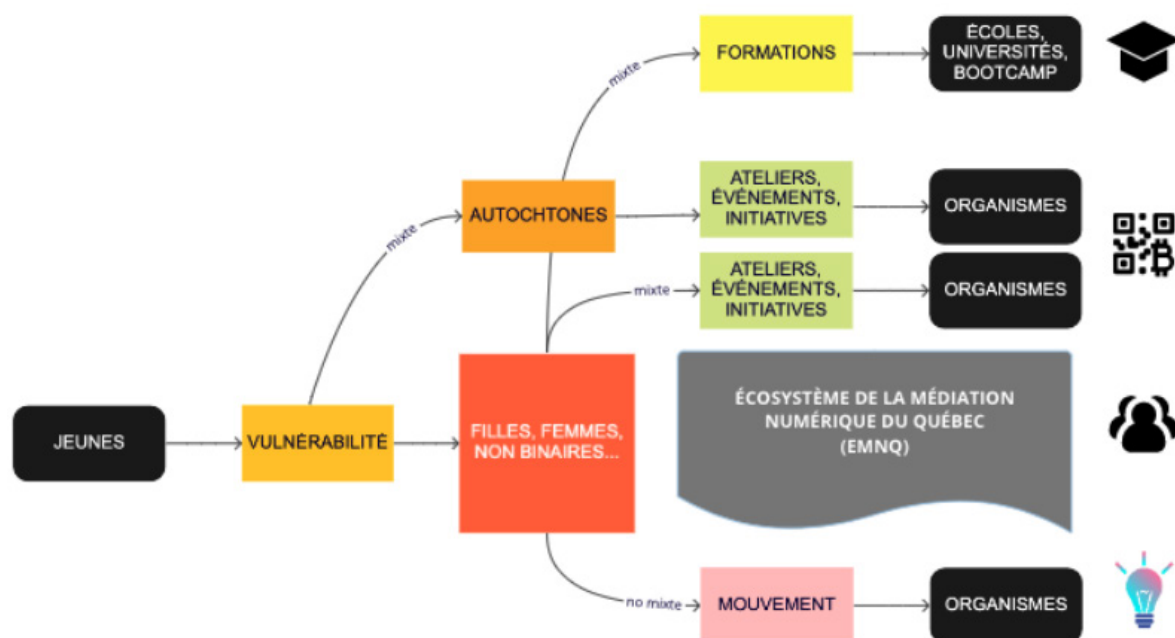 FORMATIONS
ÉCOLES,
UNIVERSITÉS,
BOOTCAMP
mixte
AUTOCHTONES
ATELIERS,
ÉVÉNEMENTS,
INITIATIVES
ORGANISMES
mixte
ATELIERS,
ÉVÉNEMENTS,
INITIATIVES
ORGANISMES
mixte
JEUNES
VULNÉRABILITÉ
FILLES, FEMMES,
NON BINAIRES...
ÉCOSYSTÈME DE LA MÉDIATION
NUMÉRIQUE DU QUÉBEC
(EMNQ)
no mixte
MOUVEMENT
ORGANISMES